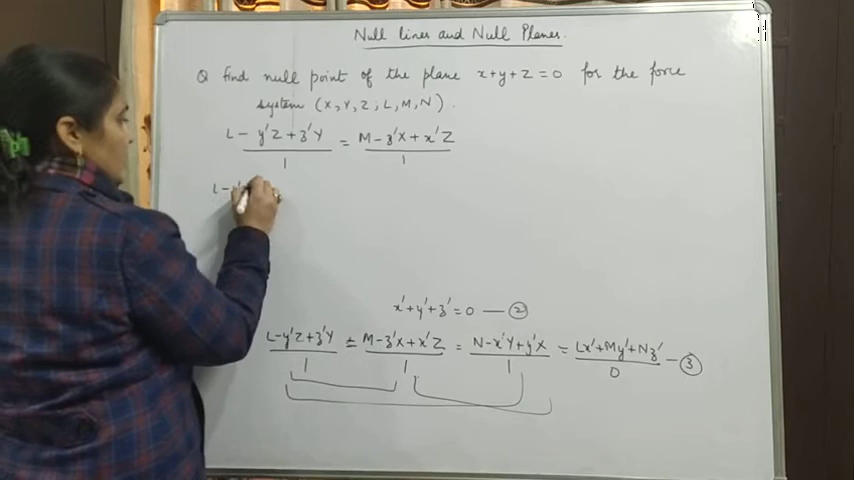 Null lines and Null Planes.
Q find null point of the plane x+y+z=0 for the force
system (X, Y, Z ; L, M, N).
L - y'Z + z'Y / 1 = M - z'X + x'Z / 1
L - y'
x' + y' + z' = 0 — ②
L - y'Z + z'Y / 1 = M - z'X + x'Z / 1 = N - x'Y + y'X / 1 = Lx' + My' + Nz' / 0 — ③